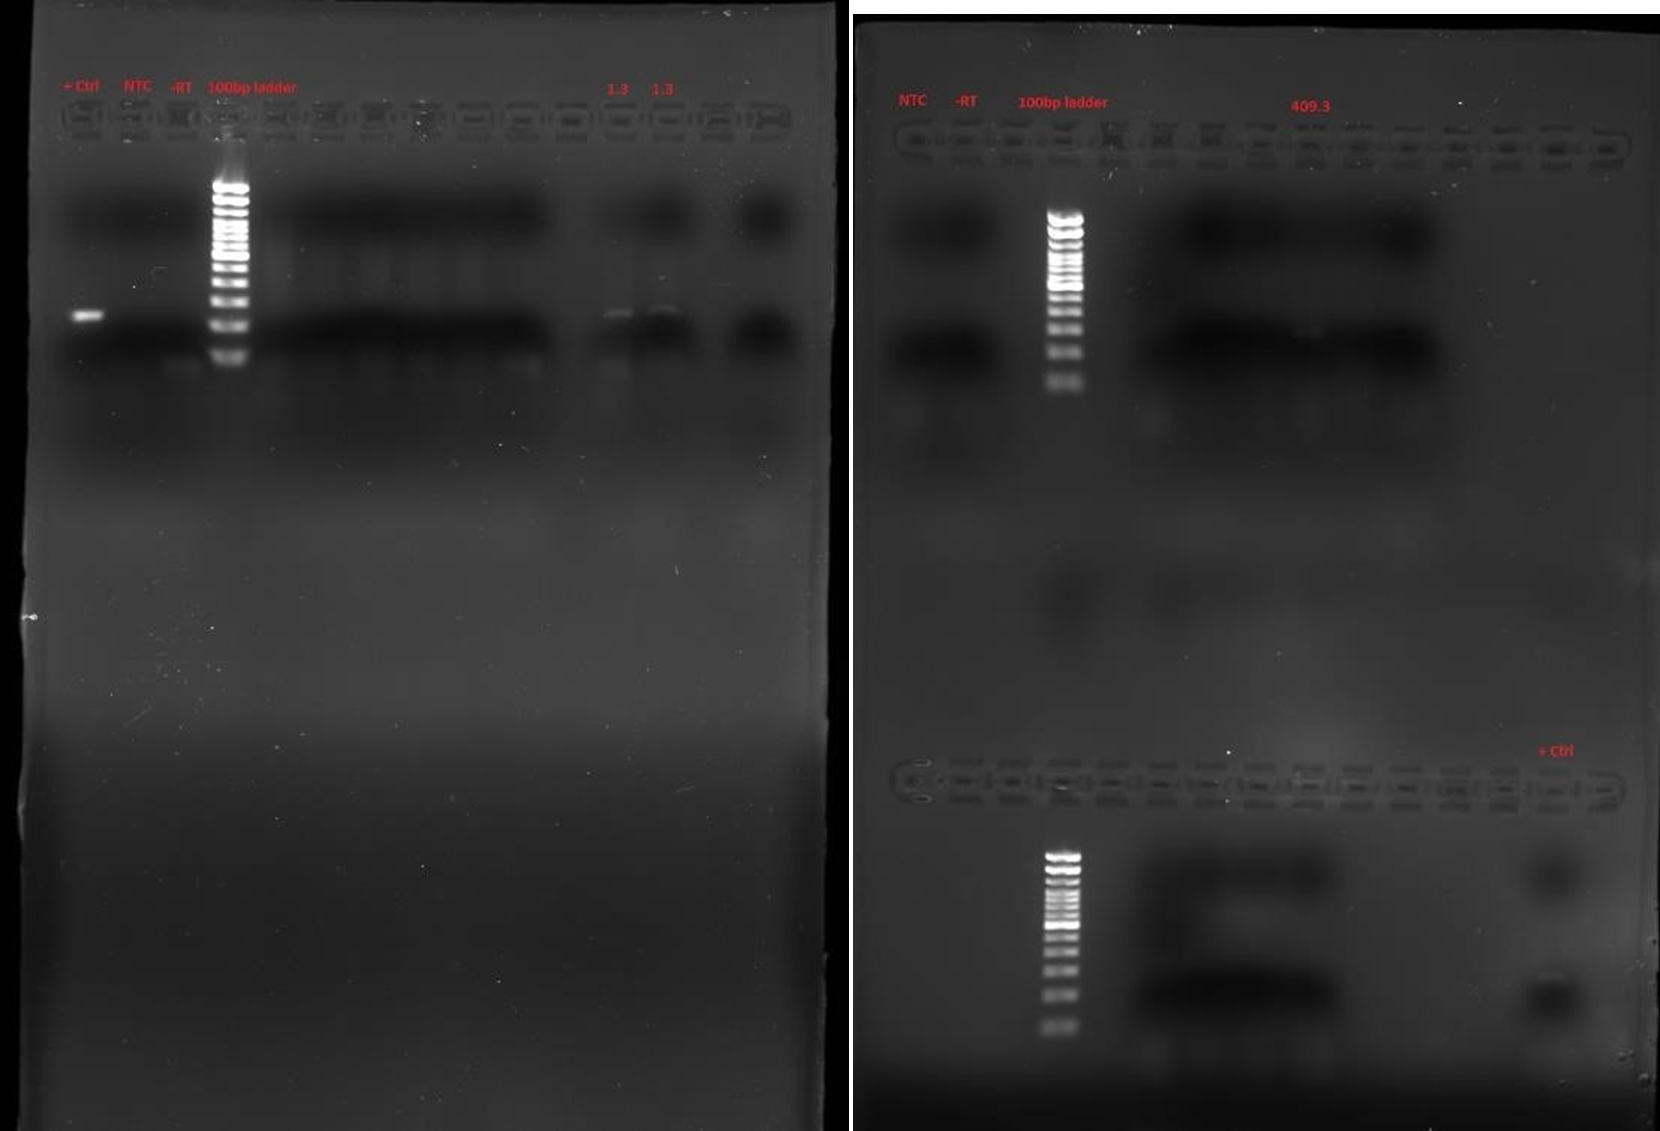 + Ctrl NTC -RT 100bp ladder 1.3 1.3
NTC -RT 100bp ladder 409.3
+ Ctrl